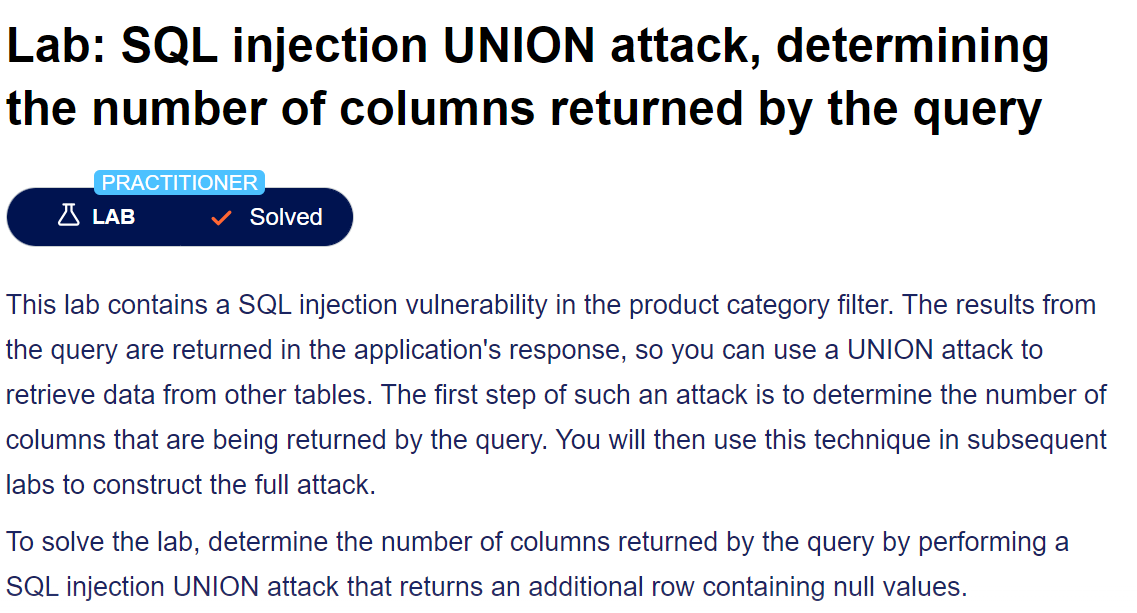 Lab: SQL injection UNION attack, determining
the number of columns returned by the query
PRACTITIONER
LAB Solved
This lab contains a SQL injection vulnerability in the product category filter. The results from
the query are returned in the application's response, so you can use a UNION attack to
retrieve data from other tables. The first step of such an attack is to determine the number of
columns that are being returned by the query. You will then use this technique in subsequent
labs to construct the full attack.
To solve the lab, determine the number of columns returned by the query by performing a
SQL injection UNION attack that returns an additional row containing null values.